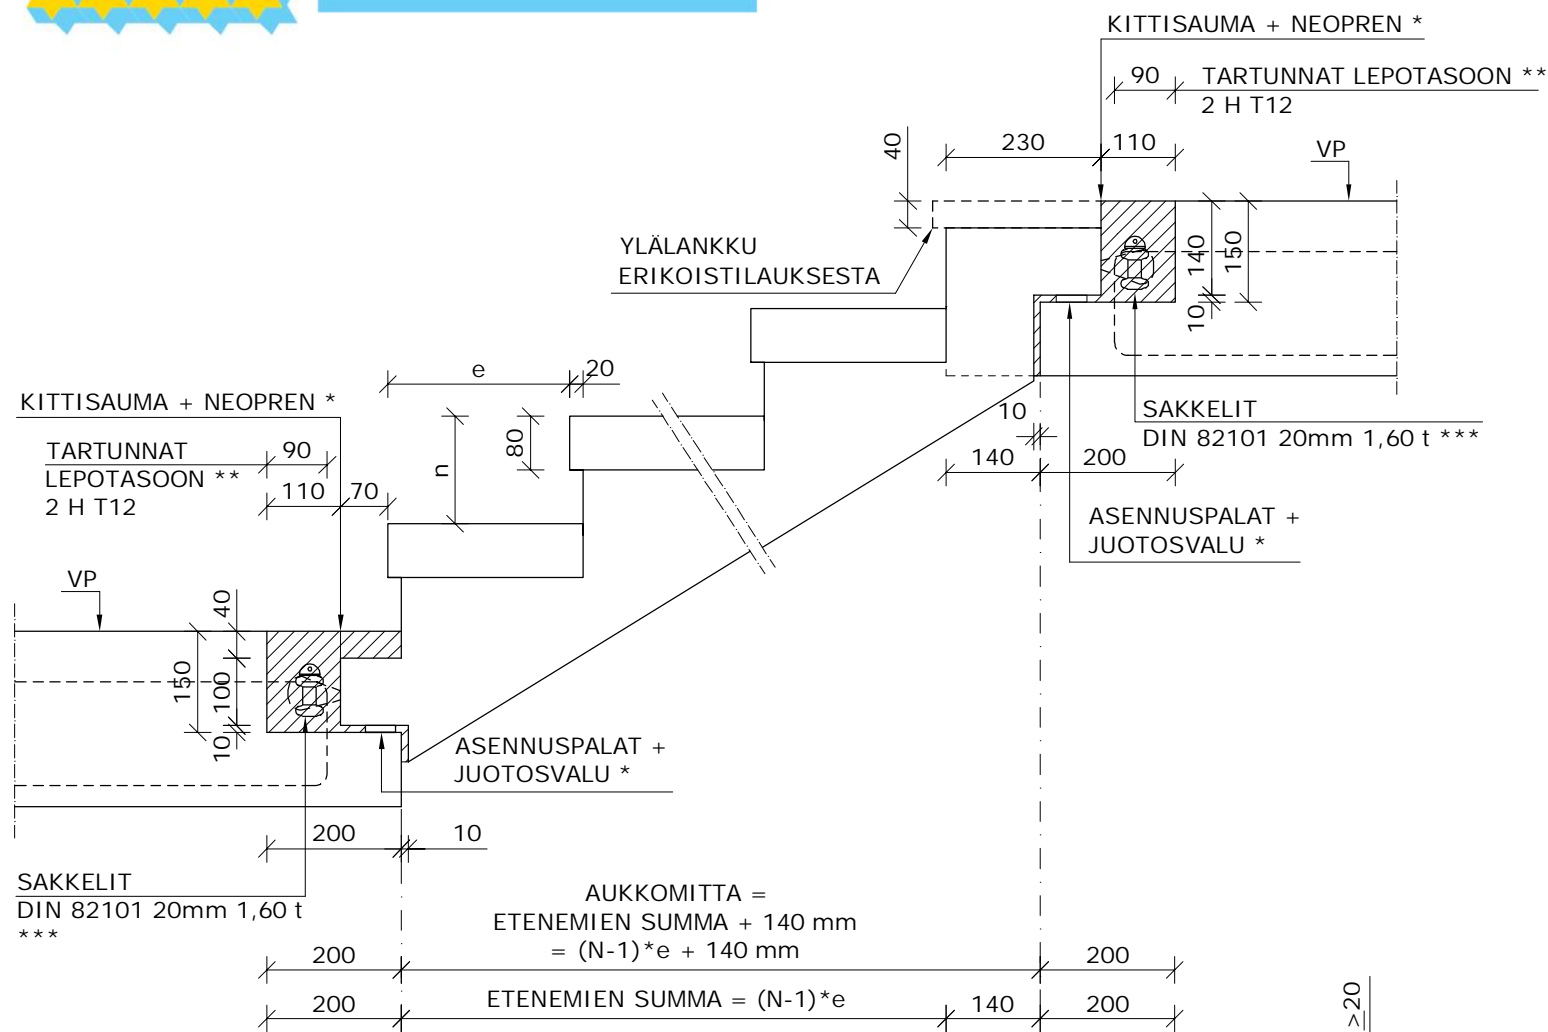 KITTISAUMA + NEOPREN *
90
TARTUNNAT LEPOTASOON **
2 H T12
40
230
110
VP
YLÄLANKKU
ERIKOISTILAUKSESTA
140
150
10
e
20
KITTISAUMA + NEOPREN *
n
80
10
SAKKELIT
DIN 82101 20mm 1,60 t ***
TARTUNNAT
LEPOTASOON **
2 H T12
90
110
70
140
200
ASENNUSPALAT +
JUOTOSVALU *
VP
40
150
100
10
ASENNUSPALAT +
JUOTOSVALU *
200
10
SAKKELIT
DIN 82101 20mm 1,60 t
***
AUKKOMITTA =
ETENEMIEN SUMMA + 140 mm
= (N-1)*e + 140 mm
200
200
200
ETENEMIEN SUMMA = (N-1)*e
140
200
≥20